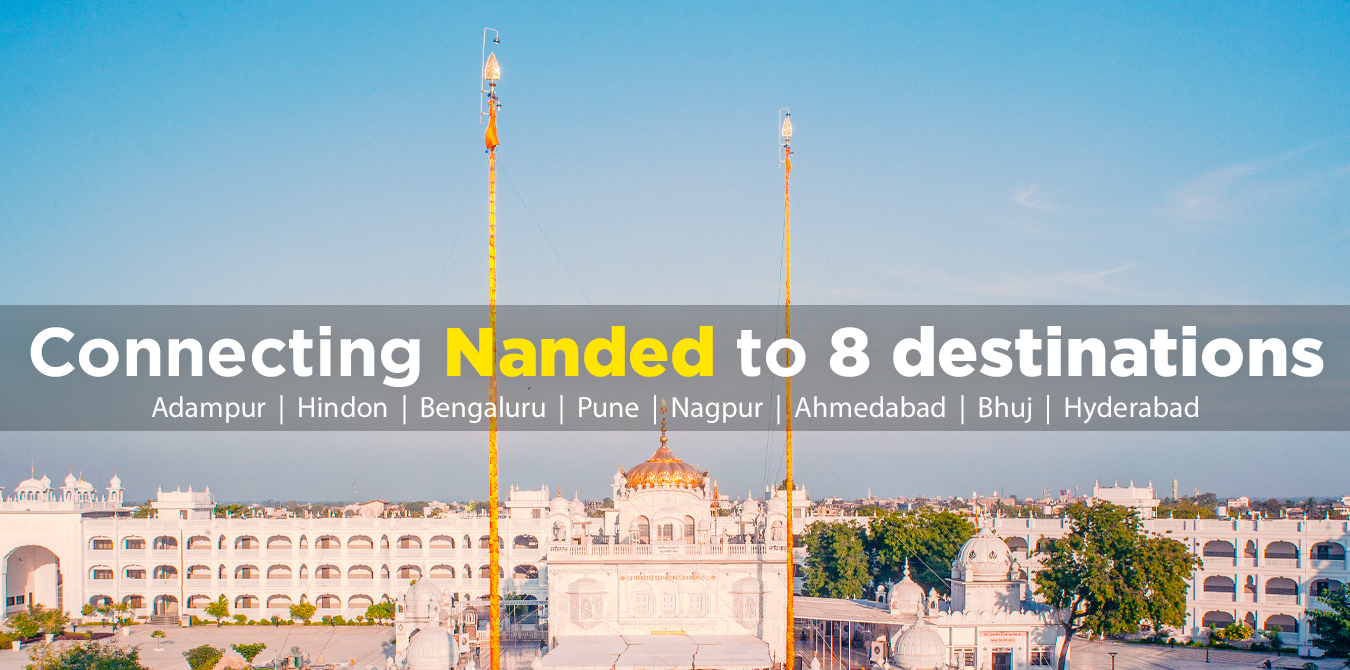 Connecting Nanded to 8 destinations
Adampur | Hindon | Bengaluru | Pune | Nagpur | Ahmedabad | Bhuj | Hyderabad